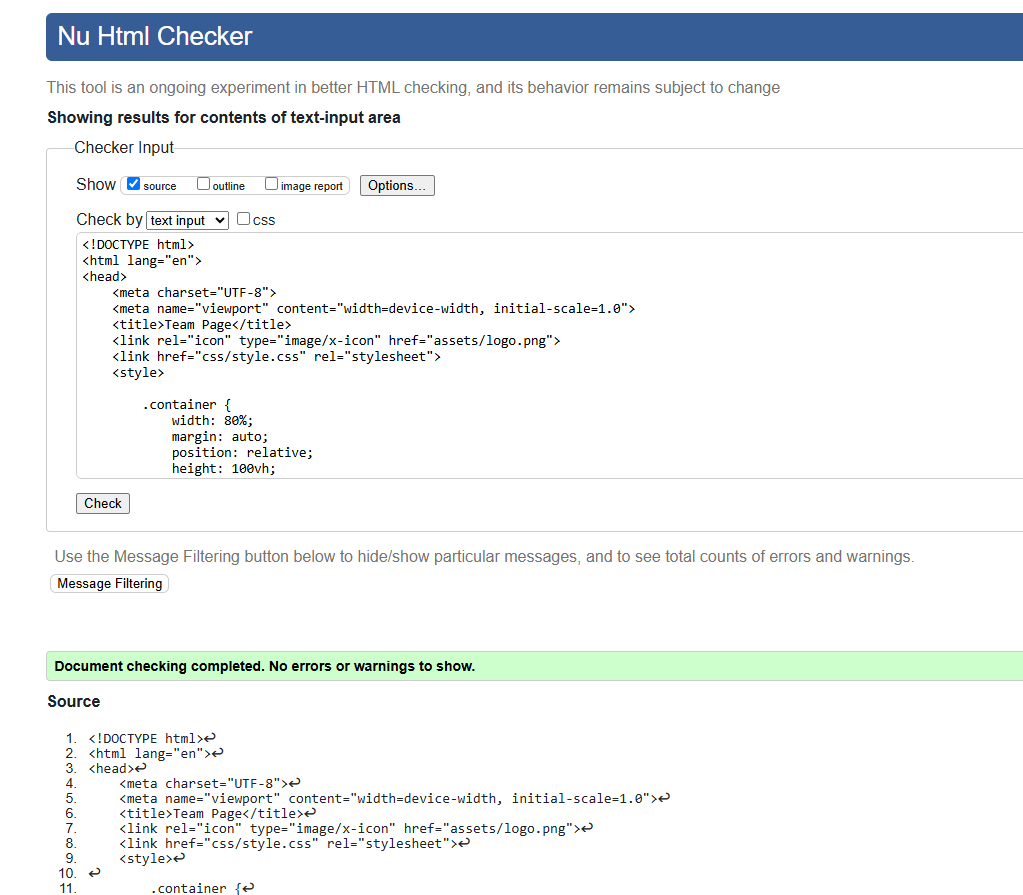 Nu Html Checker
This tool is an ongoing experiment in better HTML checking, and its behavior remains subject to change
Showing results for contents of text-input area
Checker Input
Show source outline image report Options...
Check by text input css
<!DOCTYPE html>
<html lang="en">
<head>
    <meta charset="UTF-8">
    <meta name="viewport" content="width=device-width, initial-scale=1.0">
    <title>Team Page</title>
    <link rel="icon" type="image/x-icon" href="assets/logo.png">
    <link href="css/style.css" rel="stylesheet">
    <style>
        .container {
            width: 80%;
            margin: auto;
            position: relative;
            height: 100vh;
Check
Use the Message Filtering button below to hide/show particular messages, and to see total counts of errors and warnings.
Message Filtering
Document checking completed. No errors or warnings to show.
Source
1. <!DOCTYPE html>↩
2. <html lang="en">↩
3. <head>↩
4.     <meta charset="UTF-8">↩
5.     <meta name="viewport" content="width=device-width, initial-scale=1.0">↩
6.     <title>Team Page</title>↩
7.     <link rel="icon" type="image/x-icon" href="assets/logo.png">↩
8.     <link href="css/style.css" rel="stylesheet">↩
9.     <style>↩
10. ↩
11.         .container {↩